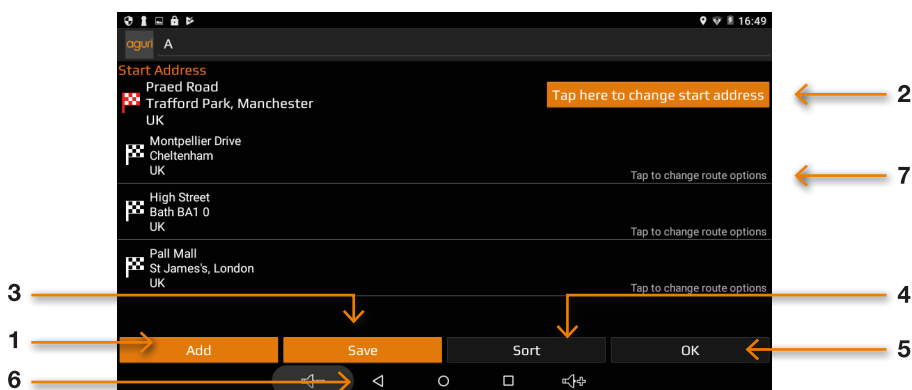 16:49
aguri A
Start Address
Praed Road
Trafford Park, Manchester
UK
Tap here to change start address
2
Montpellier Drive
Cheltenham
UK
Tap to change route options
7
High Street
Bath BA1 0
UK
Tap to change route options
Pall Mall
St James's, London
UK
Tap to change route options
3
4
1
Add
Save
Sort
OK
5
6